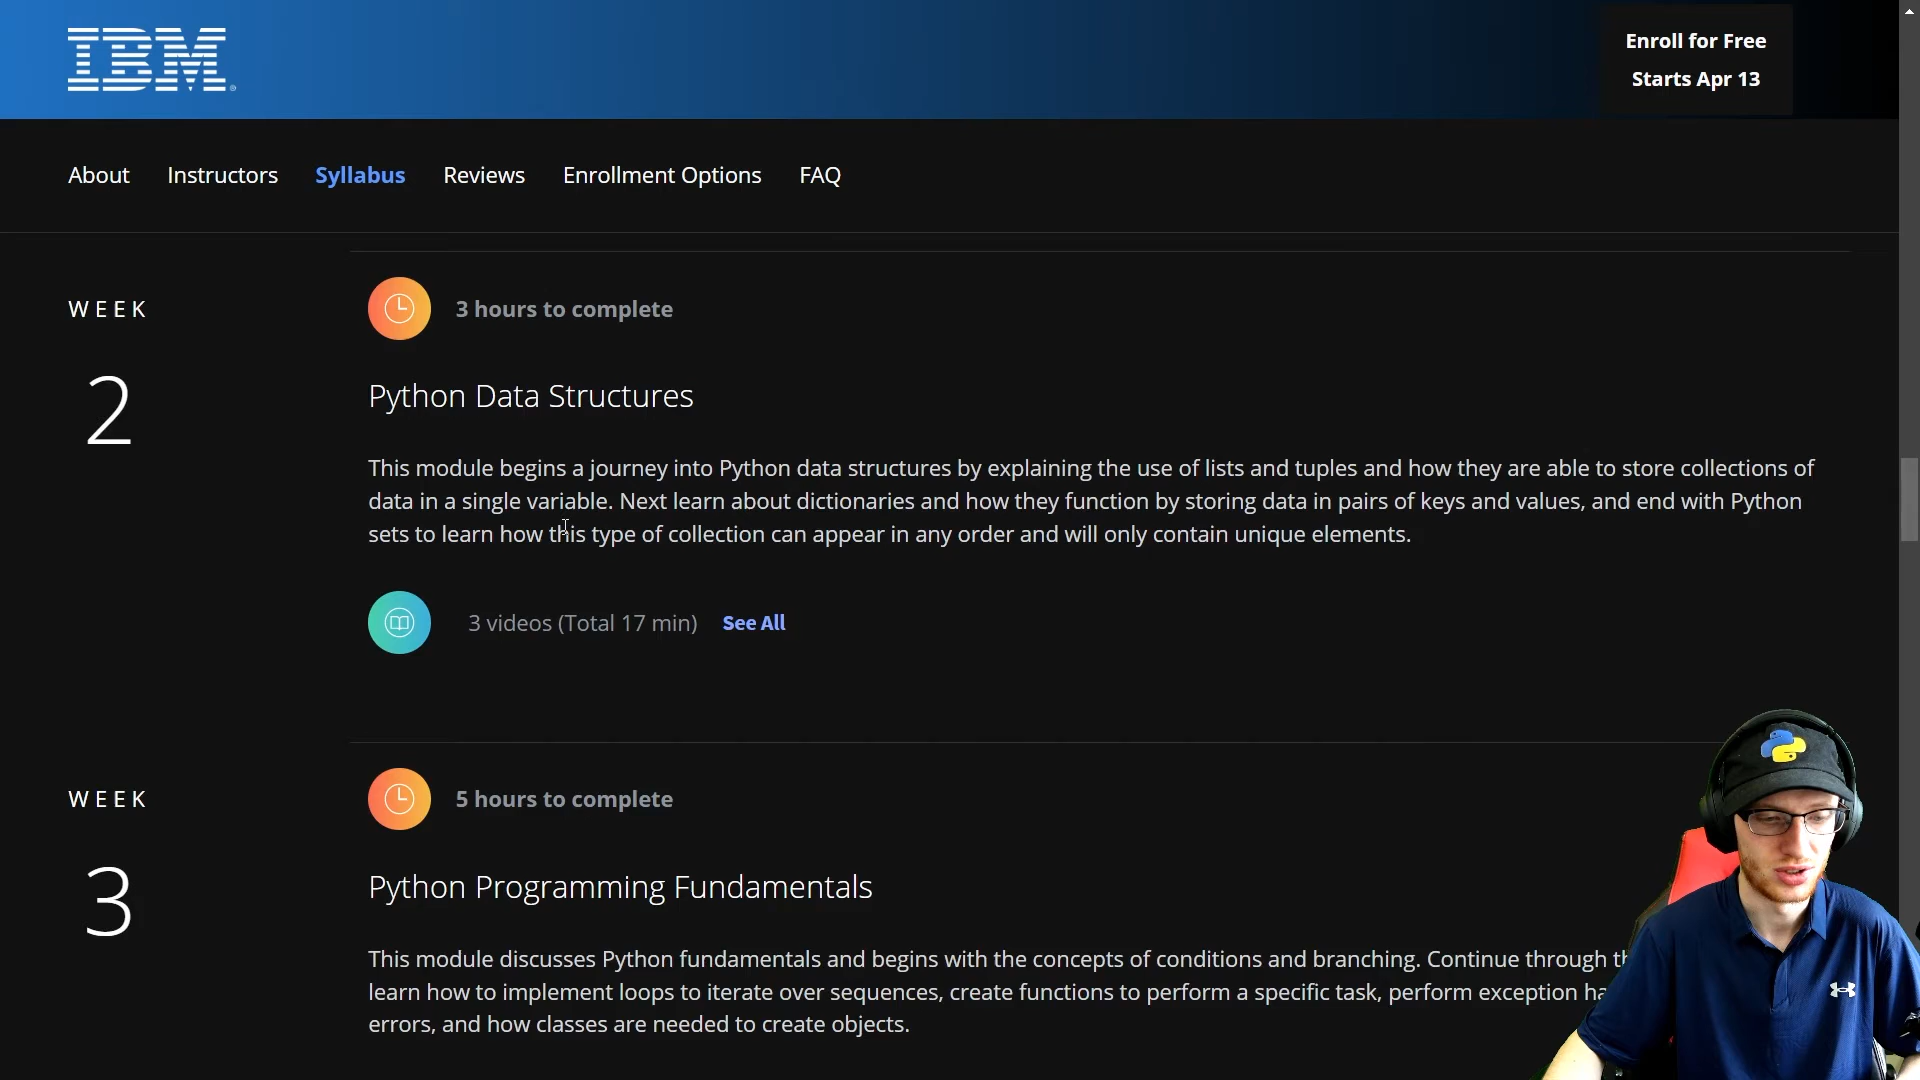 IBM
Enroll for Free
Starts Apr 13
About Instructors Syllabus Reviews Enrollment Options FAQ
WEEK
2
3 hours to complete
Python Data Structures
This module begins a journey into Python data structures by explaining the use of lists and tuples and how they are able to store collections of
data in a single variable. Next learn about dictionaries and how they function by storing data in pairs of keys and values, and end with Python
sets to learn how this type of collection can appear in any order and will only contain unique elements.
3 videos (Total 17 min) See All
WEEK
3
5 hours to complete
Python Programming Fundamentals
This module discusses Python fundamentals and begins with the concepts of conditions and branching. Continue through
learn how to implement loops to iterate over sequences, create functions to perform a specific task, perform exception
errors, and how classes are needed to create objects.